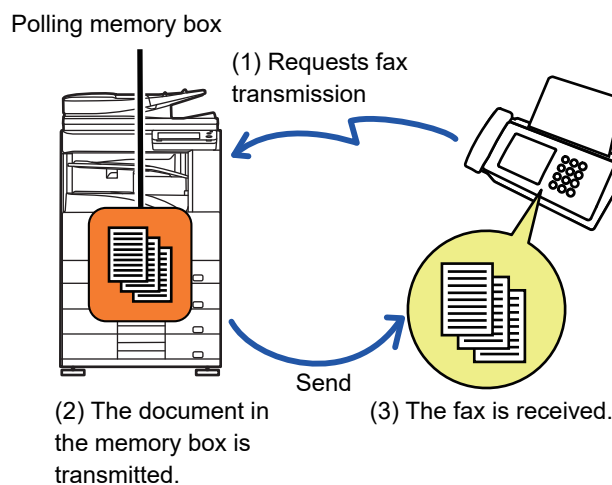 Polling memory box
(1) Requests fax
transmission
Send
(2) The document in
the memory box is
transmitted.
(3) The fax is received.